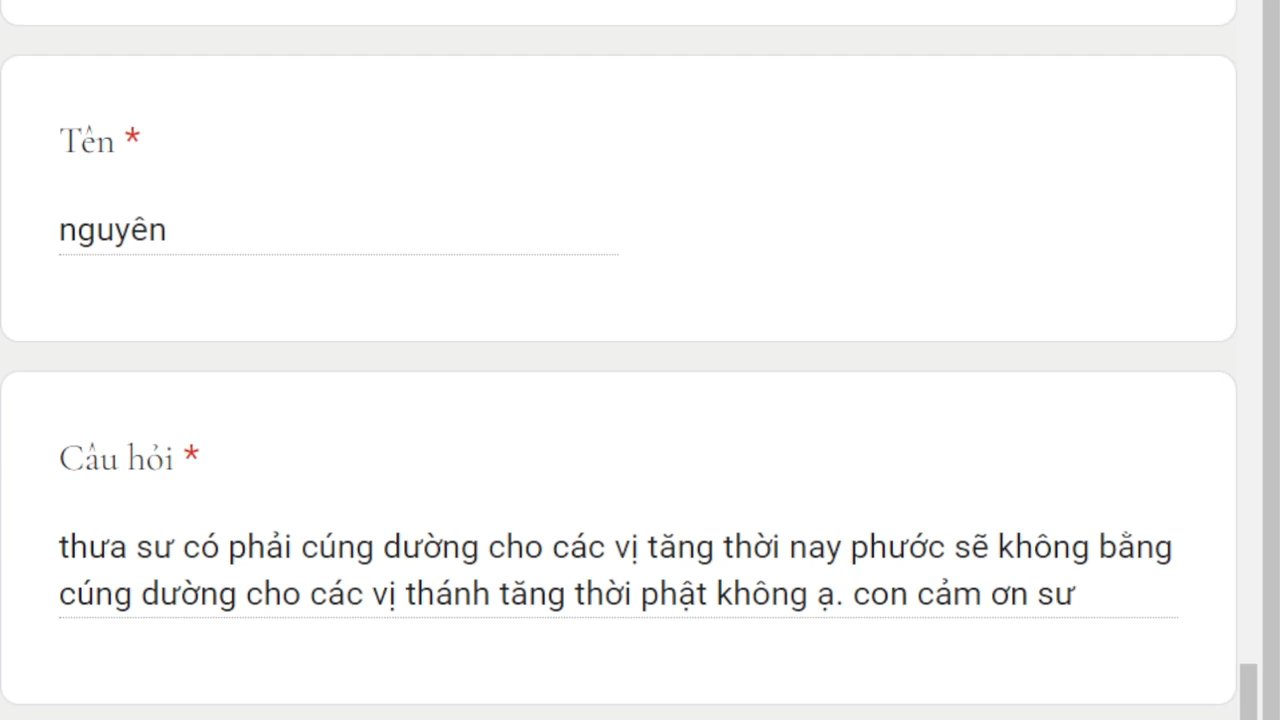 Tên *
nguyên
Câu hỏi *
thưa sư có phải cúng dường cho các vị tăng thời nay phước sẽ không bằng
cúng dường cho các vị thánh tăng thời phật không ạ. con cảm ơn sư